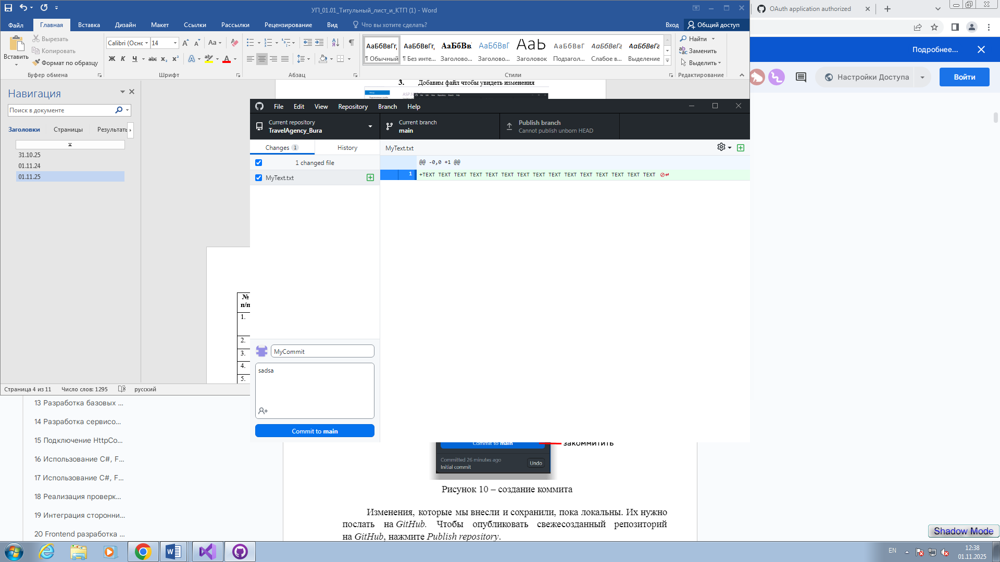 УП_01.01_Титульный_лист_и_КТП (1) - Word
OAuth application authorized
Файл
Главная
Вставка
Дизайн
Макет
Ссылки
Рассылки
Рецензирование
Вид
Что вы хотите сделать?
Вход
Общий доступ
Вставить
Вырезать
Копировать
Формат по образцу
Буфер обмена
Calibri (Оснс
14
Аа
Ж К Ч abc x₂ x²
Шрифт
Абзац
АаБбВвГг,
¶ Обычный
АаБбВвГг,
¶ Без инте...
АаБбВв
Заголово...
АаБбВвГ
Заголово...
АаЬ
Заголовок
АаБбВвГ
Подзагол...
АаБбВвГг
Слабое в...
АаБбВвГг
Выделение
Стили
Найти
Заменить
Выделить
Редактирование
Подробнее...
Настройки Доступа
Войти
Навигация
Поиск в документе
Заголовки
Страницы
Результаты
31.10.25
01.11.24
01.11.25
3. Добавим файл чтобы увидеть изменения
File
Edit
View
Repository
Branch
Help
Current repository
TravelAgency_Bura
Current branch
main
Publish branch
Cannot publish unborn HEAD
Changes 1
History
MyText.txt
1 changed file
@@ -0,0 +1 @@
MyText.txt
1 +TEXT TEXT TEXT TEXT TEXT TEXT TEXT TEXT TEXT TEXT TEXT TEXT TEXT TEXT TEXT
№
п/п
1.
2.
3.
4.
5.
MyCommit
sadsa
Commit to main
Страница 4 из 11
Число слов: 1295
русский
13 Разработка базовых ...
14 Разработка сервисо...
15 Подключение HttpCo...
16 Использование C#, F...
17 Использование C#, F...
18 Реализация проверк...
19 Интеграция сторонни...
20 Frontend разработка ...
Commit to main
закоммитить
Committed 26 minutes ago
Initial commit
Undo
Рисунок 10 – создание коммита
Изменения, которые мы внесли и сохранили, пока локальны. Их нужно
послать на GitHub. Чтобы опубликовать свежесозданный репозиторий
на GitHub, нажмите Publish repository.
Shadow Mode
EN
12:38
01.11.2025